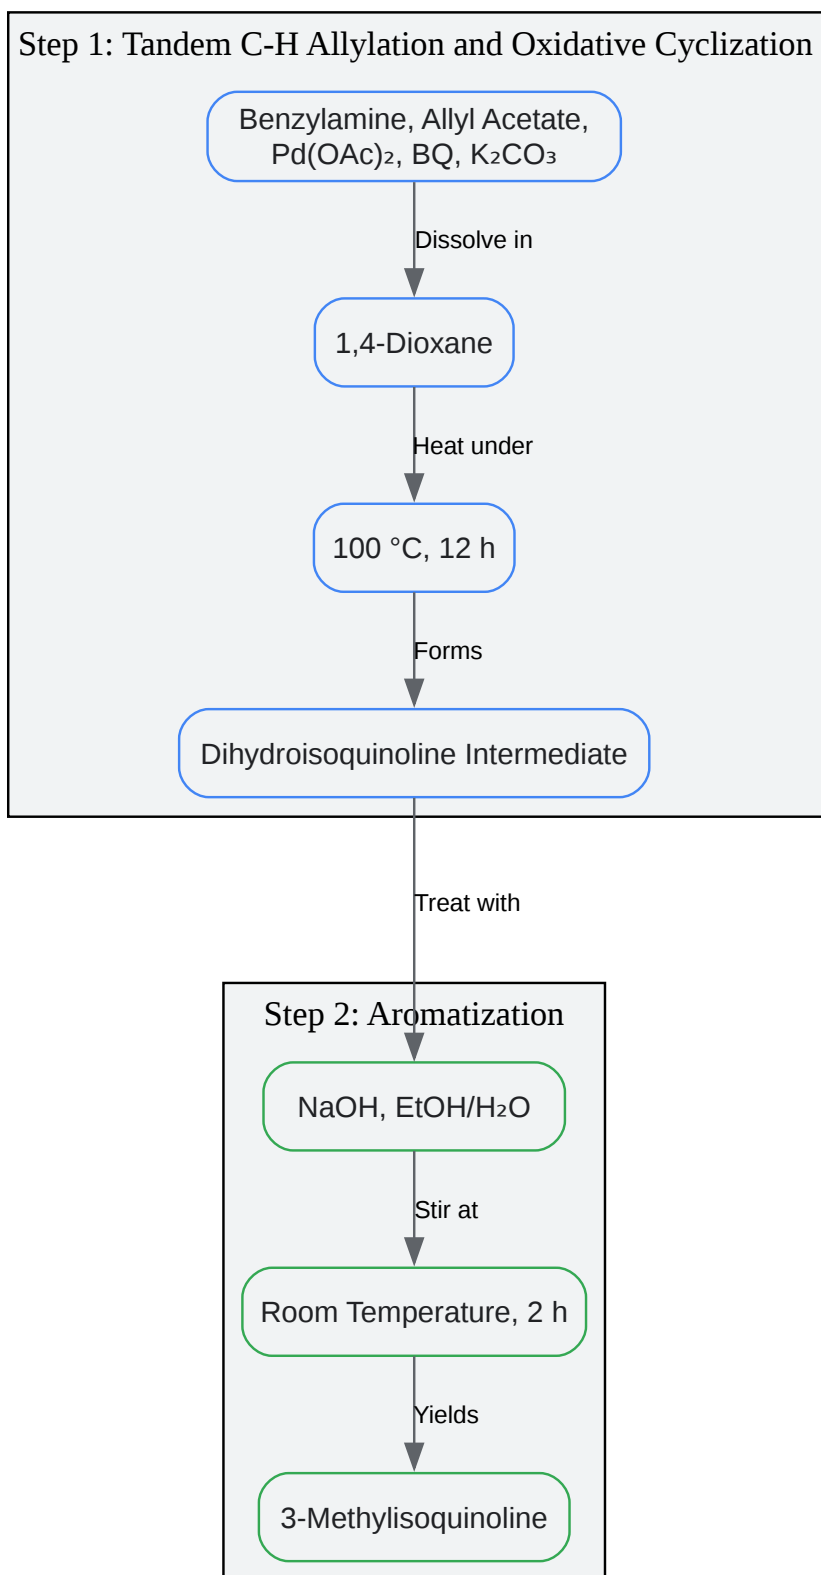 Step 1: Tandem C-H Allylation and Oxidative Cyclization
Benzylamine, Allyl Acetate,
Pd(OAc)₂, BQ, K₂CO₃
Dissolve in
1,4-Dioxane
Heat under
100 °C, 12 h
Forms
Dihydroisoquinoline Intermediate
Treat with
Step 2: Aromatization
NaOH, EtOH/H₂O
Stir at
Room Temperature, 2 h
Yields
3-Methylisoquinoline